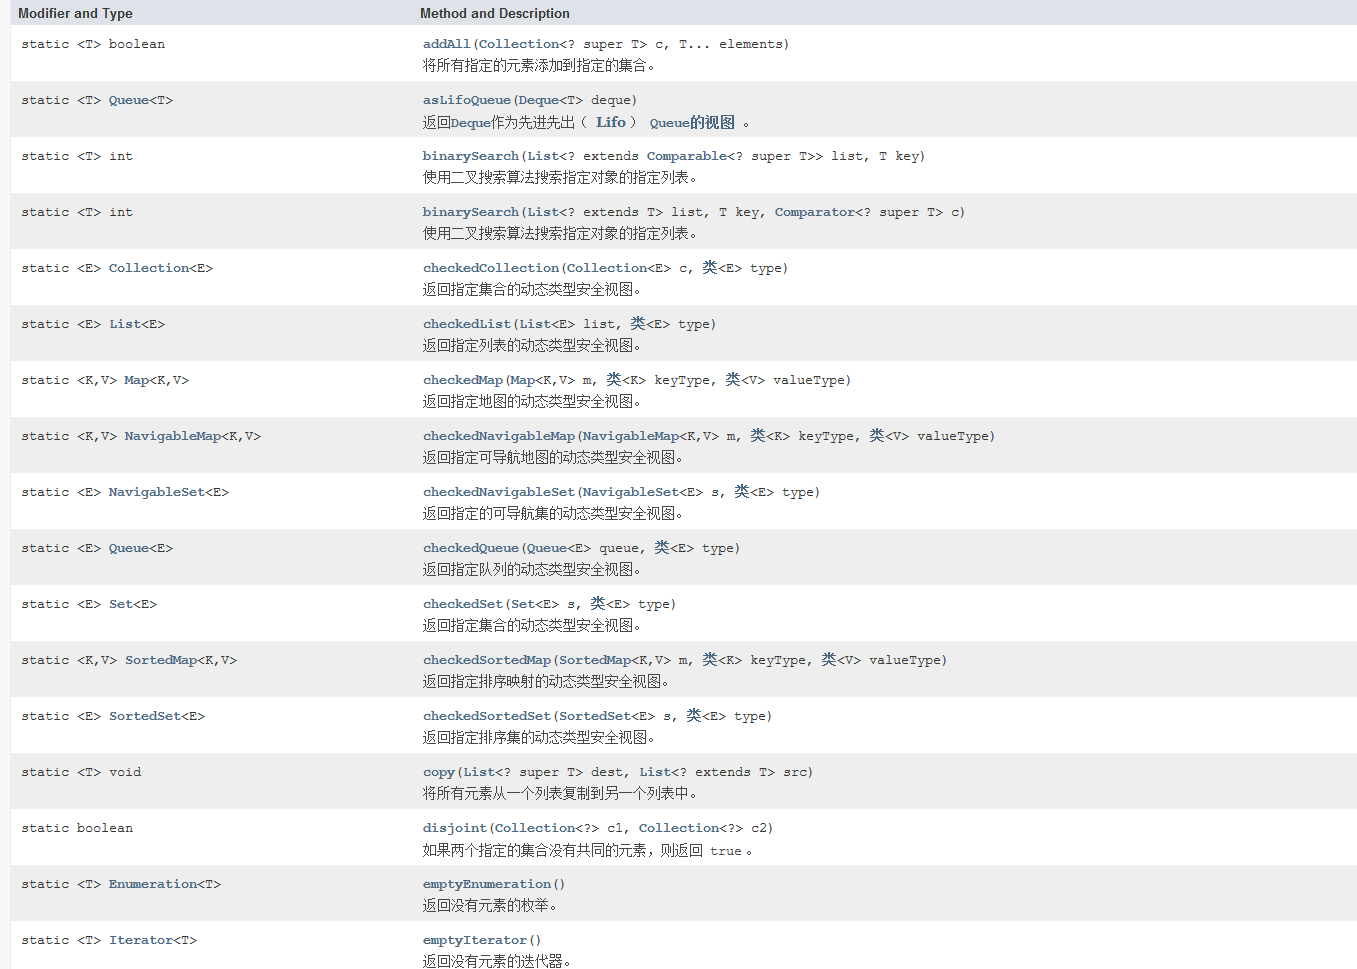 Modifier and Type Method and Description
static <T> boolean addAll(Collection<? super T> c, T... elements)
将所有指定的元素添加到指定的集合。
static <T> Queue<T> asLifoQueue(Deque<T> deque)
返回Deque作为先进先出（ Lifo ） Queue的视图 。
static <T> int binarySearch(List<? extends Comparable<? super T>> list, T key)
使用二叉搜索算法搜索指定对象的指定列表。
static <T> int binarySearch(List<? extends T> list, T key, Comparator<? super T> c)
使用二叉搜索算法搜索指定对象的指定列表。
static <E> Collection<E> checkedCollection(Collection<E> c, 类<E> type)
返回指定集合的动态类型安全视图。
static <E> List<E> checkedList(List<E> list, 类<E> type)
返回指定列表的动态类型安全视图。
static <K,V> Map<K,V> checkedMap(Map<K,V> m, 类<K> keyType, 类<V> valueType)
返回指定地图的动态类型安全视图。
static <K,V> NavigableMap<K,V> checkedNavigableMap(NavigableMap<K,V> m, 类<K> keyType, 类<V> valueType)
返回指定可导航地图的动态类型安全视图。
static <E> NavigableSet<E> checkedNavigableSet(NavigableSet<E> s, 类<E> type)
返回指定的可导航集的动态类型安全视图。
static <E> Queue<E> checkedQueue(Queue<E> queue, 类<E> type)
返回指定队列的动态类型安全视图。
static <E> Set<E> checkedSet(Set<E> s, 类<E> type)
返回指定集合的动态类型安全视图。
static <K,V> SortedMap<K,V> checkedSortedMap(SortedMap<K,V> m, 类<K> keyType, 类<V> valueType)
返回指定排序映射的动态类型安全视图。
static <E> SortedSet<E> checkedSortedSet(SortedSet<E> s, 类<E> type)
返回指定排序集的动态类型安全视图。
static <T> void copy(List<? super T> dest, List<? extends T> src)
将所有元素从一个列表复制到另一个列表中。
static boolean disjoint(Collection<?> c1, Collection<?> c2)
如果两个指定的集合没有共同的元素，则返回 true 。
static <T> Enumeration<T> emptyEnumeration()
返回没有元素的枚举。
static <T> Iterator<T> emptyIterator()
返回没有元素的迭代器。